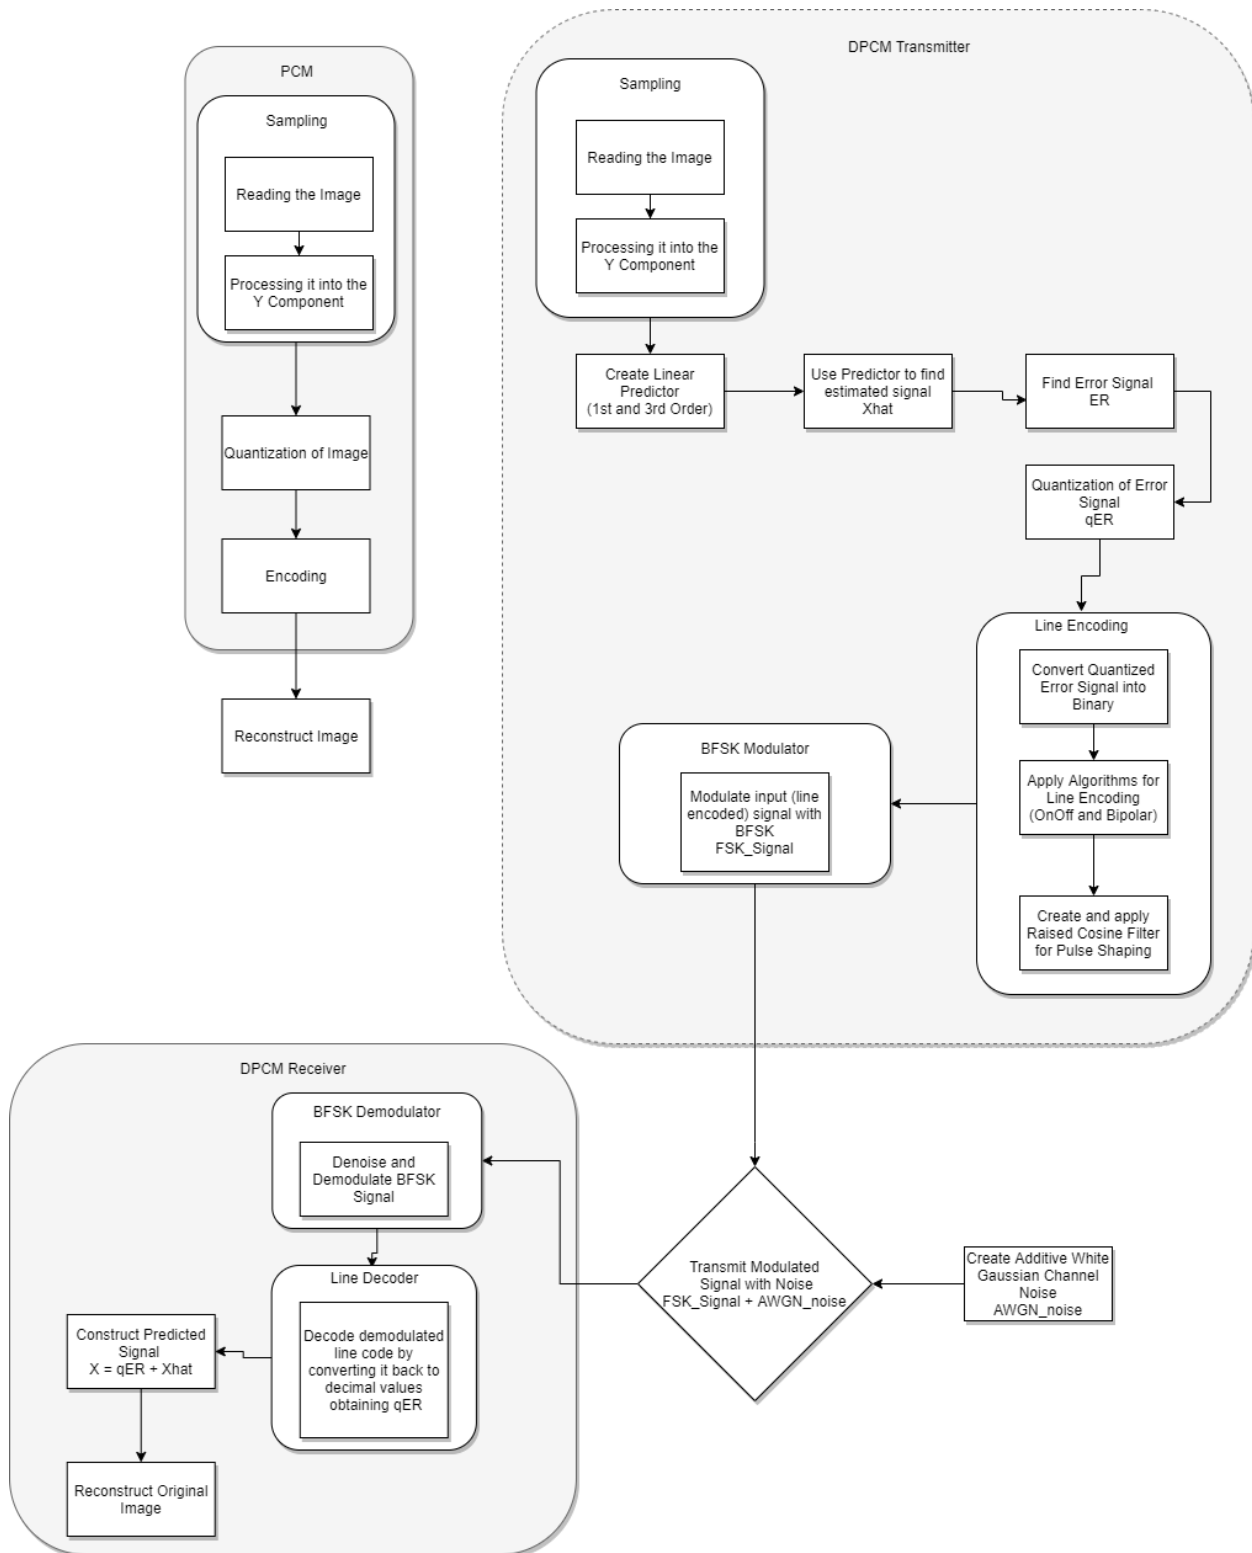 PCM
Sampling
Reading the Image
Processing it into the
Y Component
Quantization of Image
Encoding
Reconstruct Image
DPCM Transmitter
Sampling
Reading the Image
Processing it into the
Y Component
Create Linear
Predictor
(1st and 3rd Order)
Use Predictor to find
estimated signal
Xhat
Find Error Signal
ER
Quantization of Error
Signal
qER
Line Encoding
Convert Quantized
Error Signal into
Binary
Apply Algorithms for
Line Encoding
(OnOff and Bipolar)
Create and apply
Raised Cosine Filter
for Pulse Shaping
BFSK Modulator
Modulate input (line
encoded) signal with
BFSK
FSK_Signal
Transmit Modulated
Signal with Noise
FSK_Signal + AWGN_noise
Create Additive White
Gaussian Channel
Noise
AWGN_noise
DPCM Receiver
BFSK Demodulator
Denoise and
Demodulate BFSK
Signal
Line Decoder
Decode demodulated
line code by
converting it back to
decimal values
obtaining qER
Construct Predicted
Signal
X = qER + Xhat
Reconstruct Original
Image